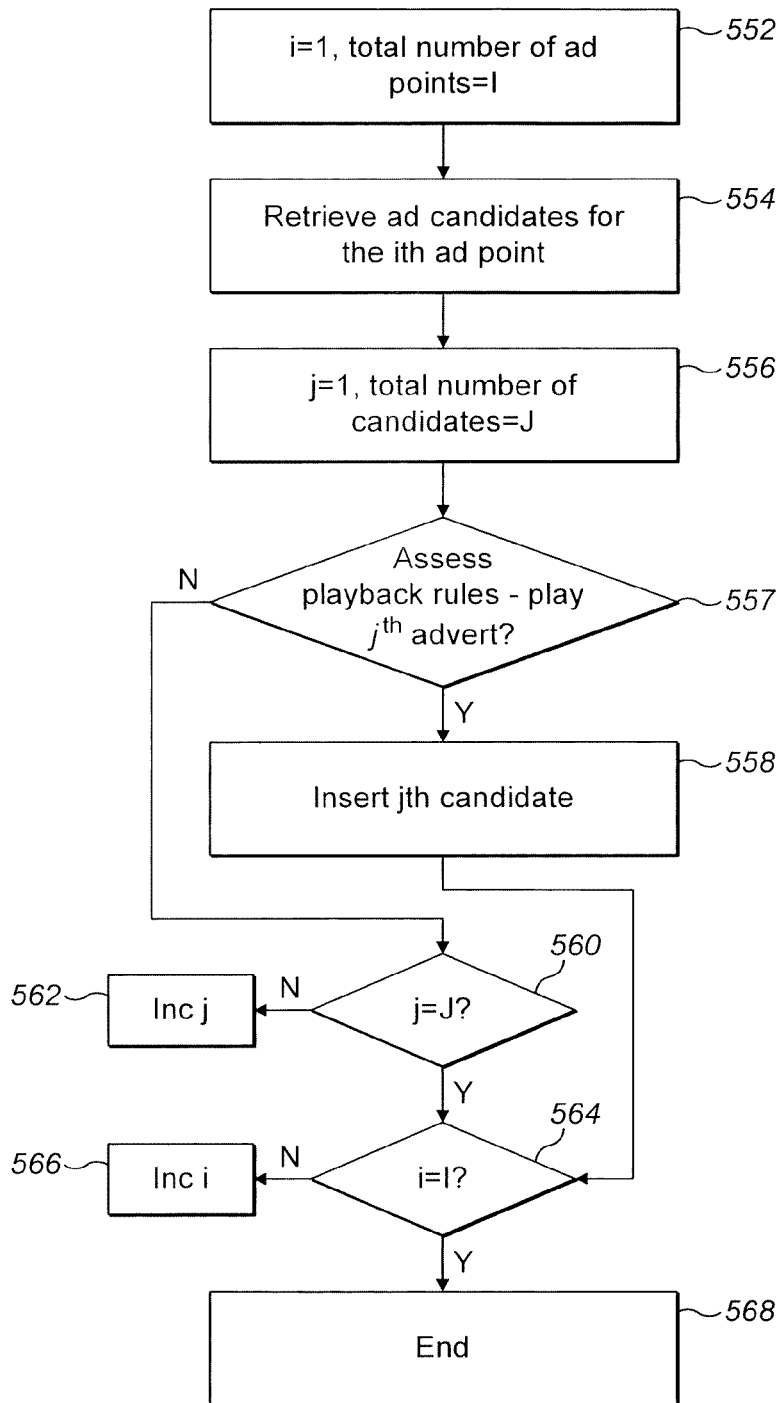 i=1, total number of ad
points=I
552
Retrieve ad candidates for
the ith ad point
554
j=1, total number of
candidates=J
556
Assess
playback rules - play
jth advert?
N
557
Y
Insert jth candidate
558
560
562
Inc j
N
j=J?
Y
564
566
Inc i
N
i=I?
Y
End
568